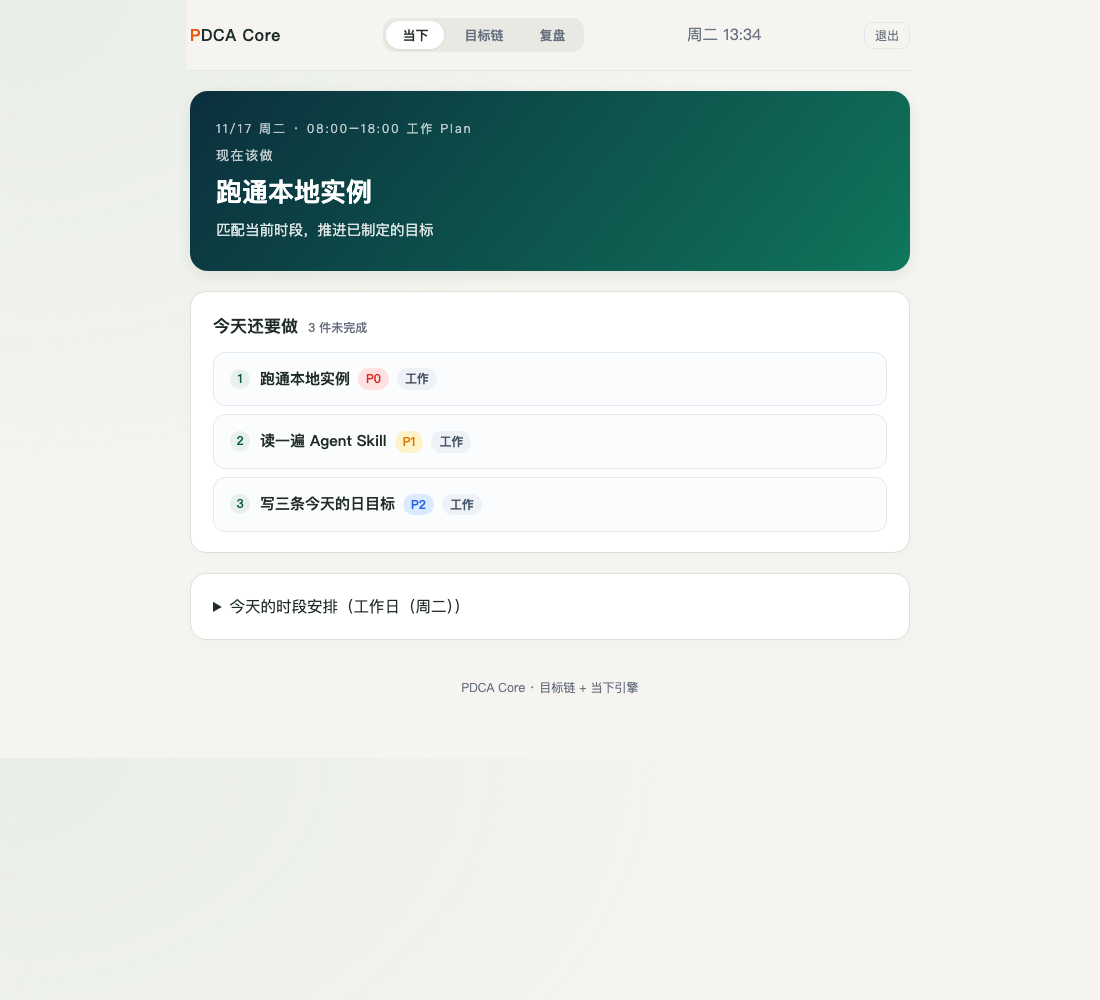 PDCA Core
当下 目标链 复盘
周二 13:34
退出
11/17 周二 · 08:00—18:00 工作 Plan
现在该做
跑通本地实例
匹配当前时段，推进已制定的目标
今天还要做 3 件未完成
1 跑通本地实例 P0 工作
2 读一遍 Agent Skill P1 工作
3 写三条今天的日目标 P2 工作
▶ 今天的时段安排（工作日（周二））
PDCA Core · 目标链 + 当下引擎